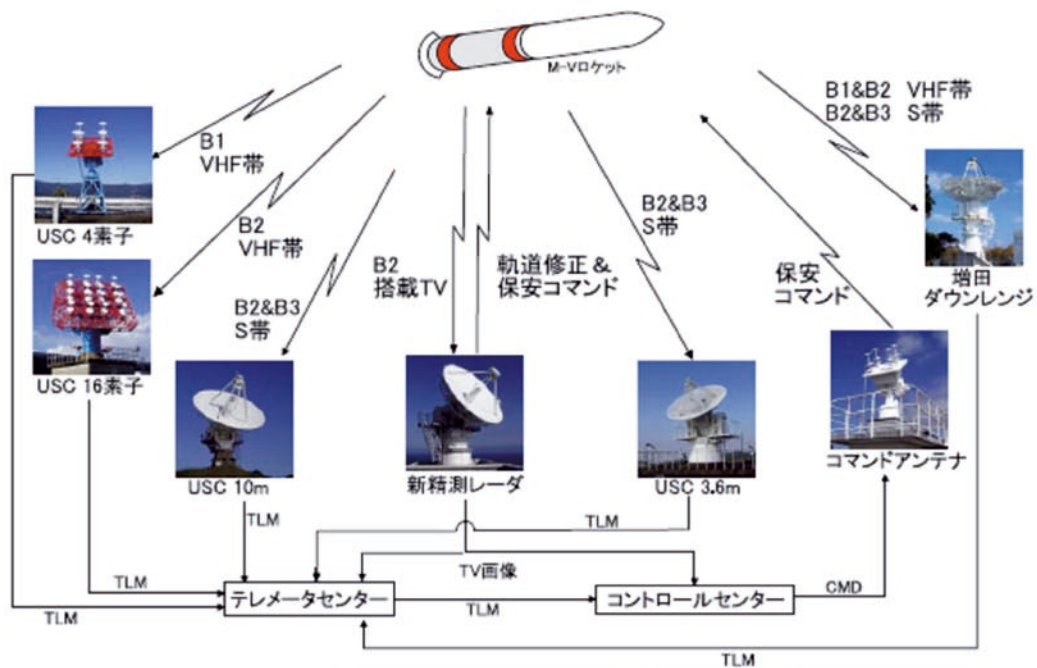 M-Vロケット
B1
VHF帯
USC 4素子
B2
VHF帯
USC 16素子
B2&B3
S帯
USC 10m
B2
搭載TV
軌道修正&
保安コマンド
新精測レーダ
B2&B3
S帯
USC 3.6m
保安
コマンド
コマンドアンテナ
B1&B2 VHF帯
B2&B3 S帯
増田
ダウンレンジ
TLM
TLM
TV画像
TLM
テレメータセンター
TLM
コントロールセンター
CMD
TLM
TLM